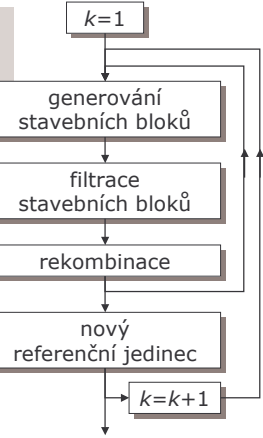 k=1
generování
stavebních bloků
filtrace
stavebních bloků
rekombinace
nový
referenční jedinec
k=k+1